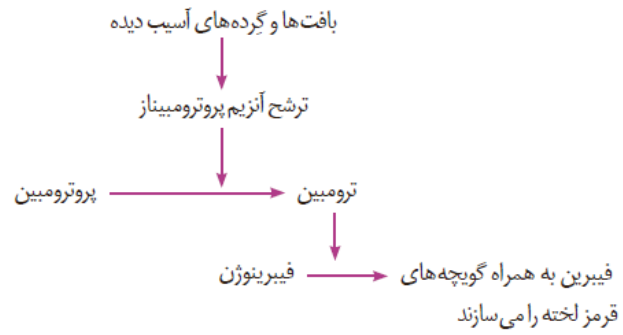 بافت‌ها و گِرده‌های آسیب دیده
ترشح آنزیم پروترومبیناز
پروترومبین
ترومبین
فیبرینوژن
فیبرین به همراه گویچه‌های
قرمز لخته را می‌سازند